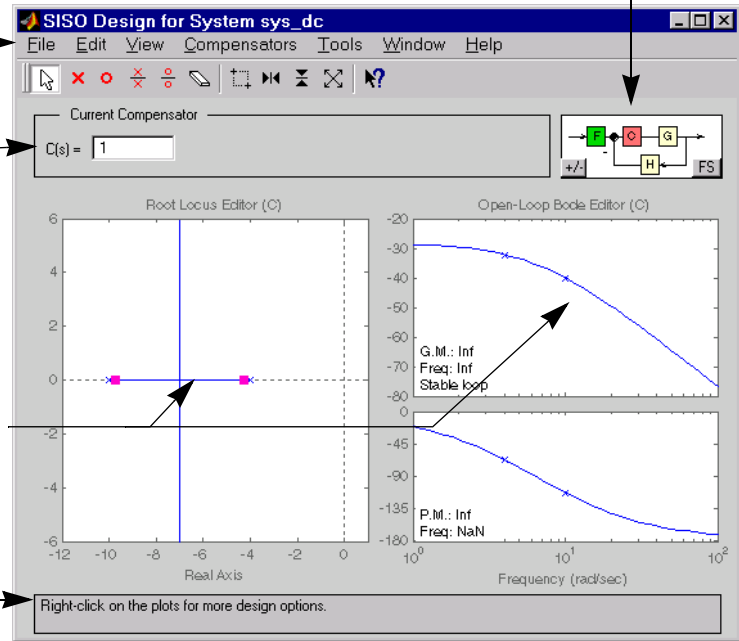 SISO Design for System sys_dc
File Edit View Compensators Tools Window Help
Current Compensator
C(s) = 1
F C G
-
H
+/- FS
Root Locus Editor (C)
6
4
2
0
-2
-4
-6
-12 -10 -8 -6 -4 -2 0
Real Axis
Open-Loop Bode Editor (C)
-20
-30
-40
-50
-60
-70
-80
G.M.: Inf
Freq: Inf
Stable loop
0
-45
-90
-135
-180
P.M.: Inf
Freq: NaN
10^0 10^1 10^2
Frequency (rad/sec)
Right-click on the plots for more design options.